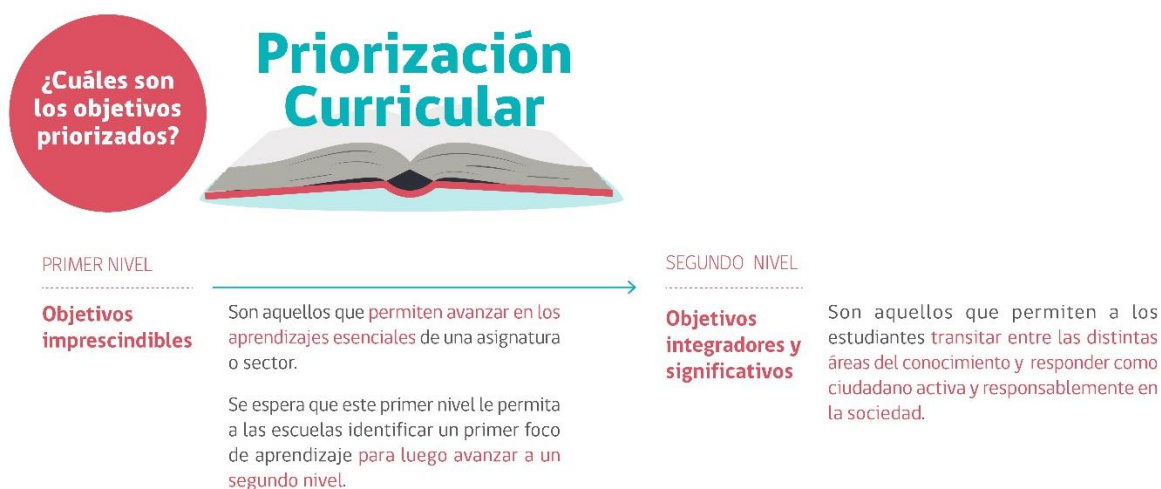 ¿Cuáles son
los objetivos
priorizados?
Priorización
Curricular
PRIMER NIVEL
Objetivos
imprescindibles
Son aquellos que permiten avanzar en los
aprendizajes esenciales de una asignatura
o sector.
Se espera que este primer nivel le permita
a las escuelas identificar un primer foco
de aprendizaje para luego avanzar a un
segundo nivel.
SEGUNDO NIVEL
Objetivos
integradores y
significativos
Son aquellos que permiten a los
estudiantes transitar entre las distintas
áreas del conocimiento y responder como
ciudadano activa y responsablemente en
la sociedad.